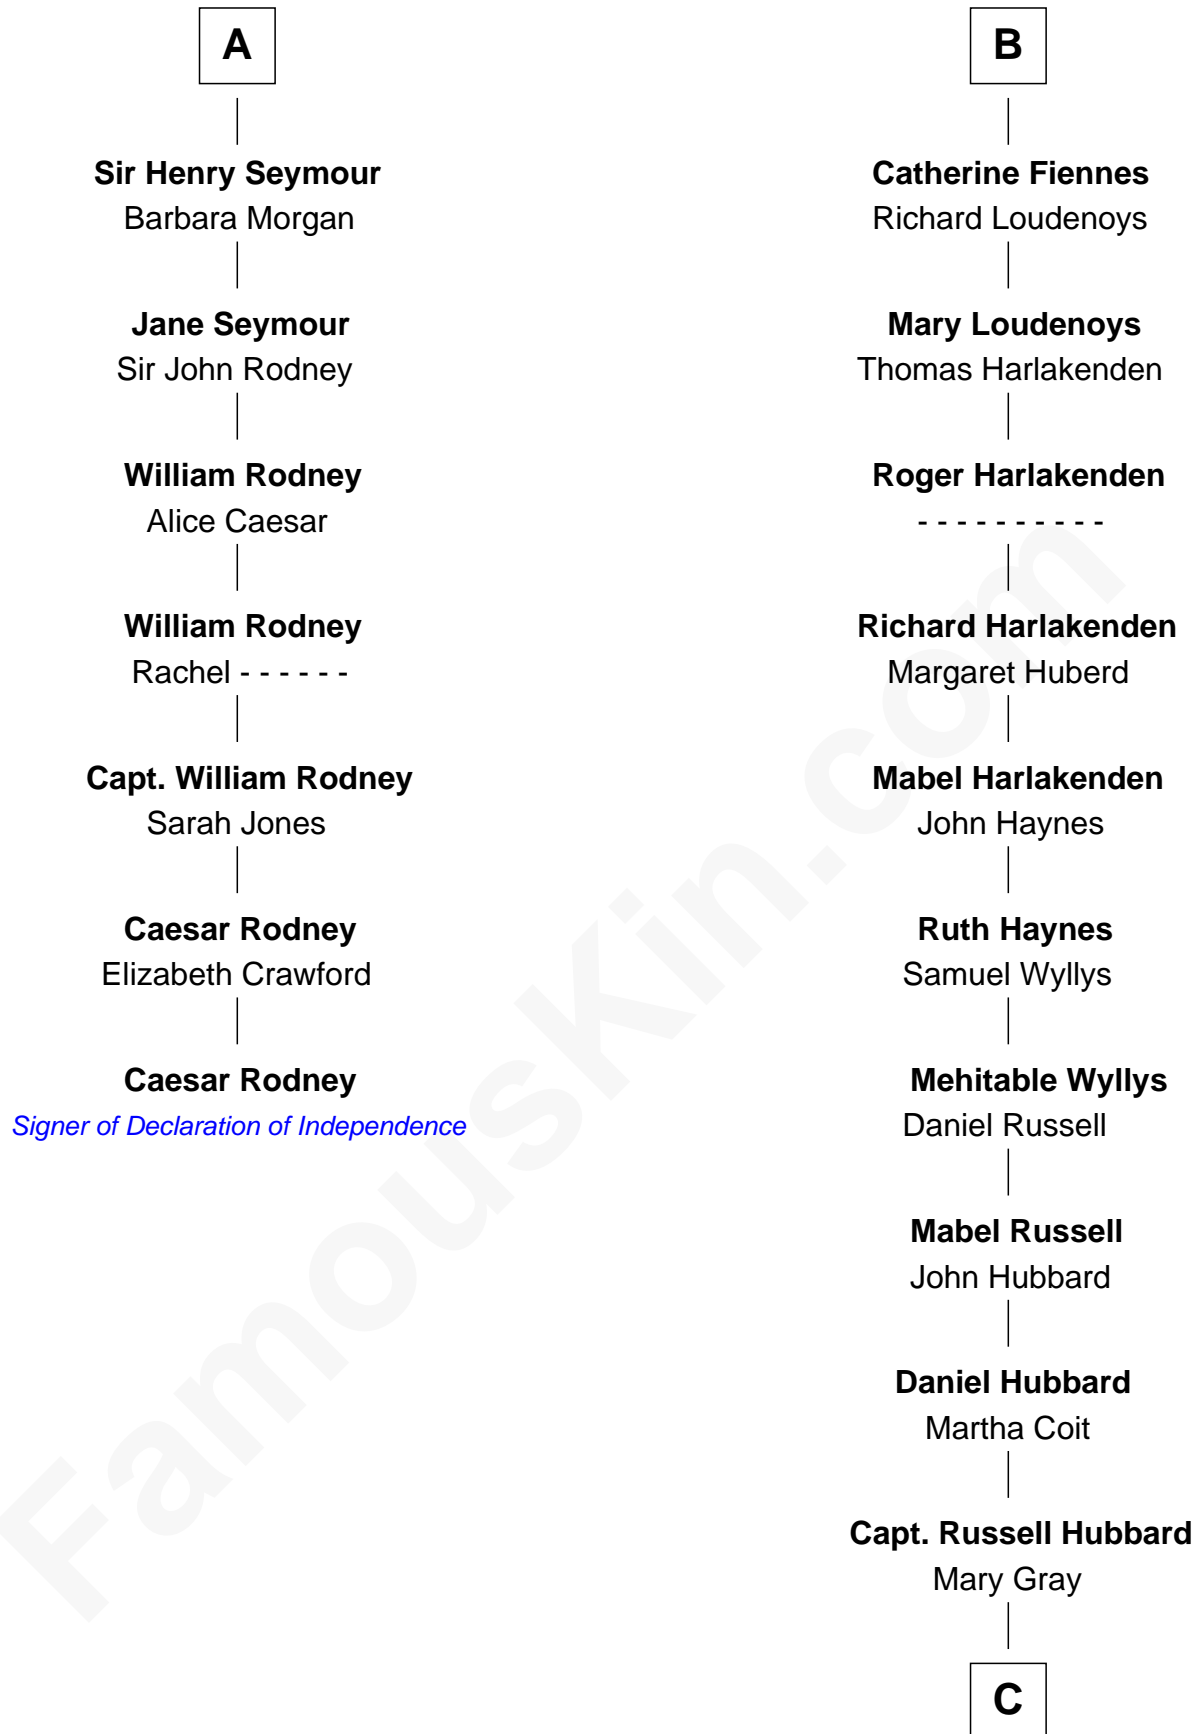 A
Sir Henry Seymour
Barbara Morgan
Jane Seymour
Sir John Rodney
William Rodney
Alice Caesar
William Rodney
Rachel - - - - - -
Capt. William Rodney
Sarah Jones
Caesar Rodney
Elizabeth Crawford
Caesar Rodney
Signer of Declaration of Independence
B
Catherine Fiennes
Richard Loudenoys
Mary Loudenoys
Thomas Harlakenden
Roger Harlakenden
- - - - - - - - - -
Richard Harlakenden
Margaret Huberd
Mabel Harlakenden
John Haynes
Ruth Haynes
Samuel Wyllys
Mehitable Wyllys
Daniel Russell
Mabel Russell
John Hubbard
Daniel Hubbard
Martha Coit
Capt. Russell Hubbard
Mary Gray
C
FamousKin.com